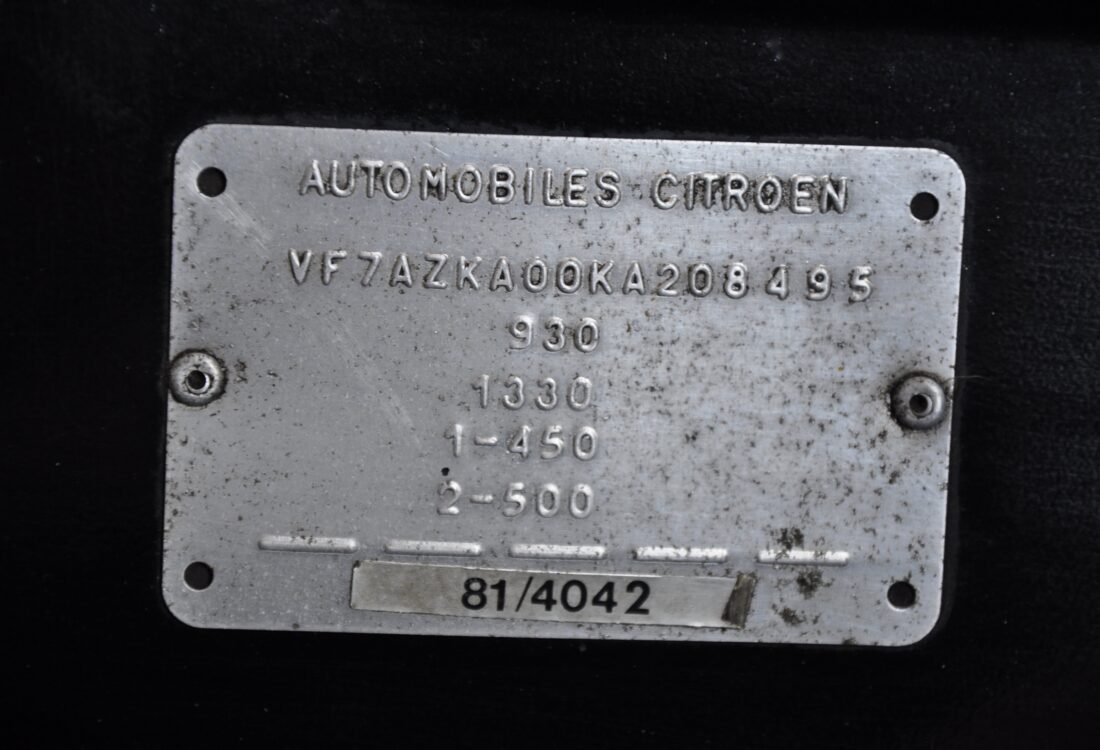 AUTOMOBILES CITROEN
VF7AZKA00KA208495
930
1330
1-450
2-500
81/4042